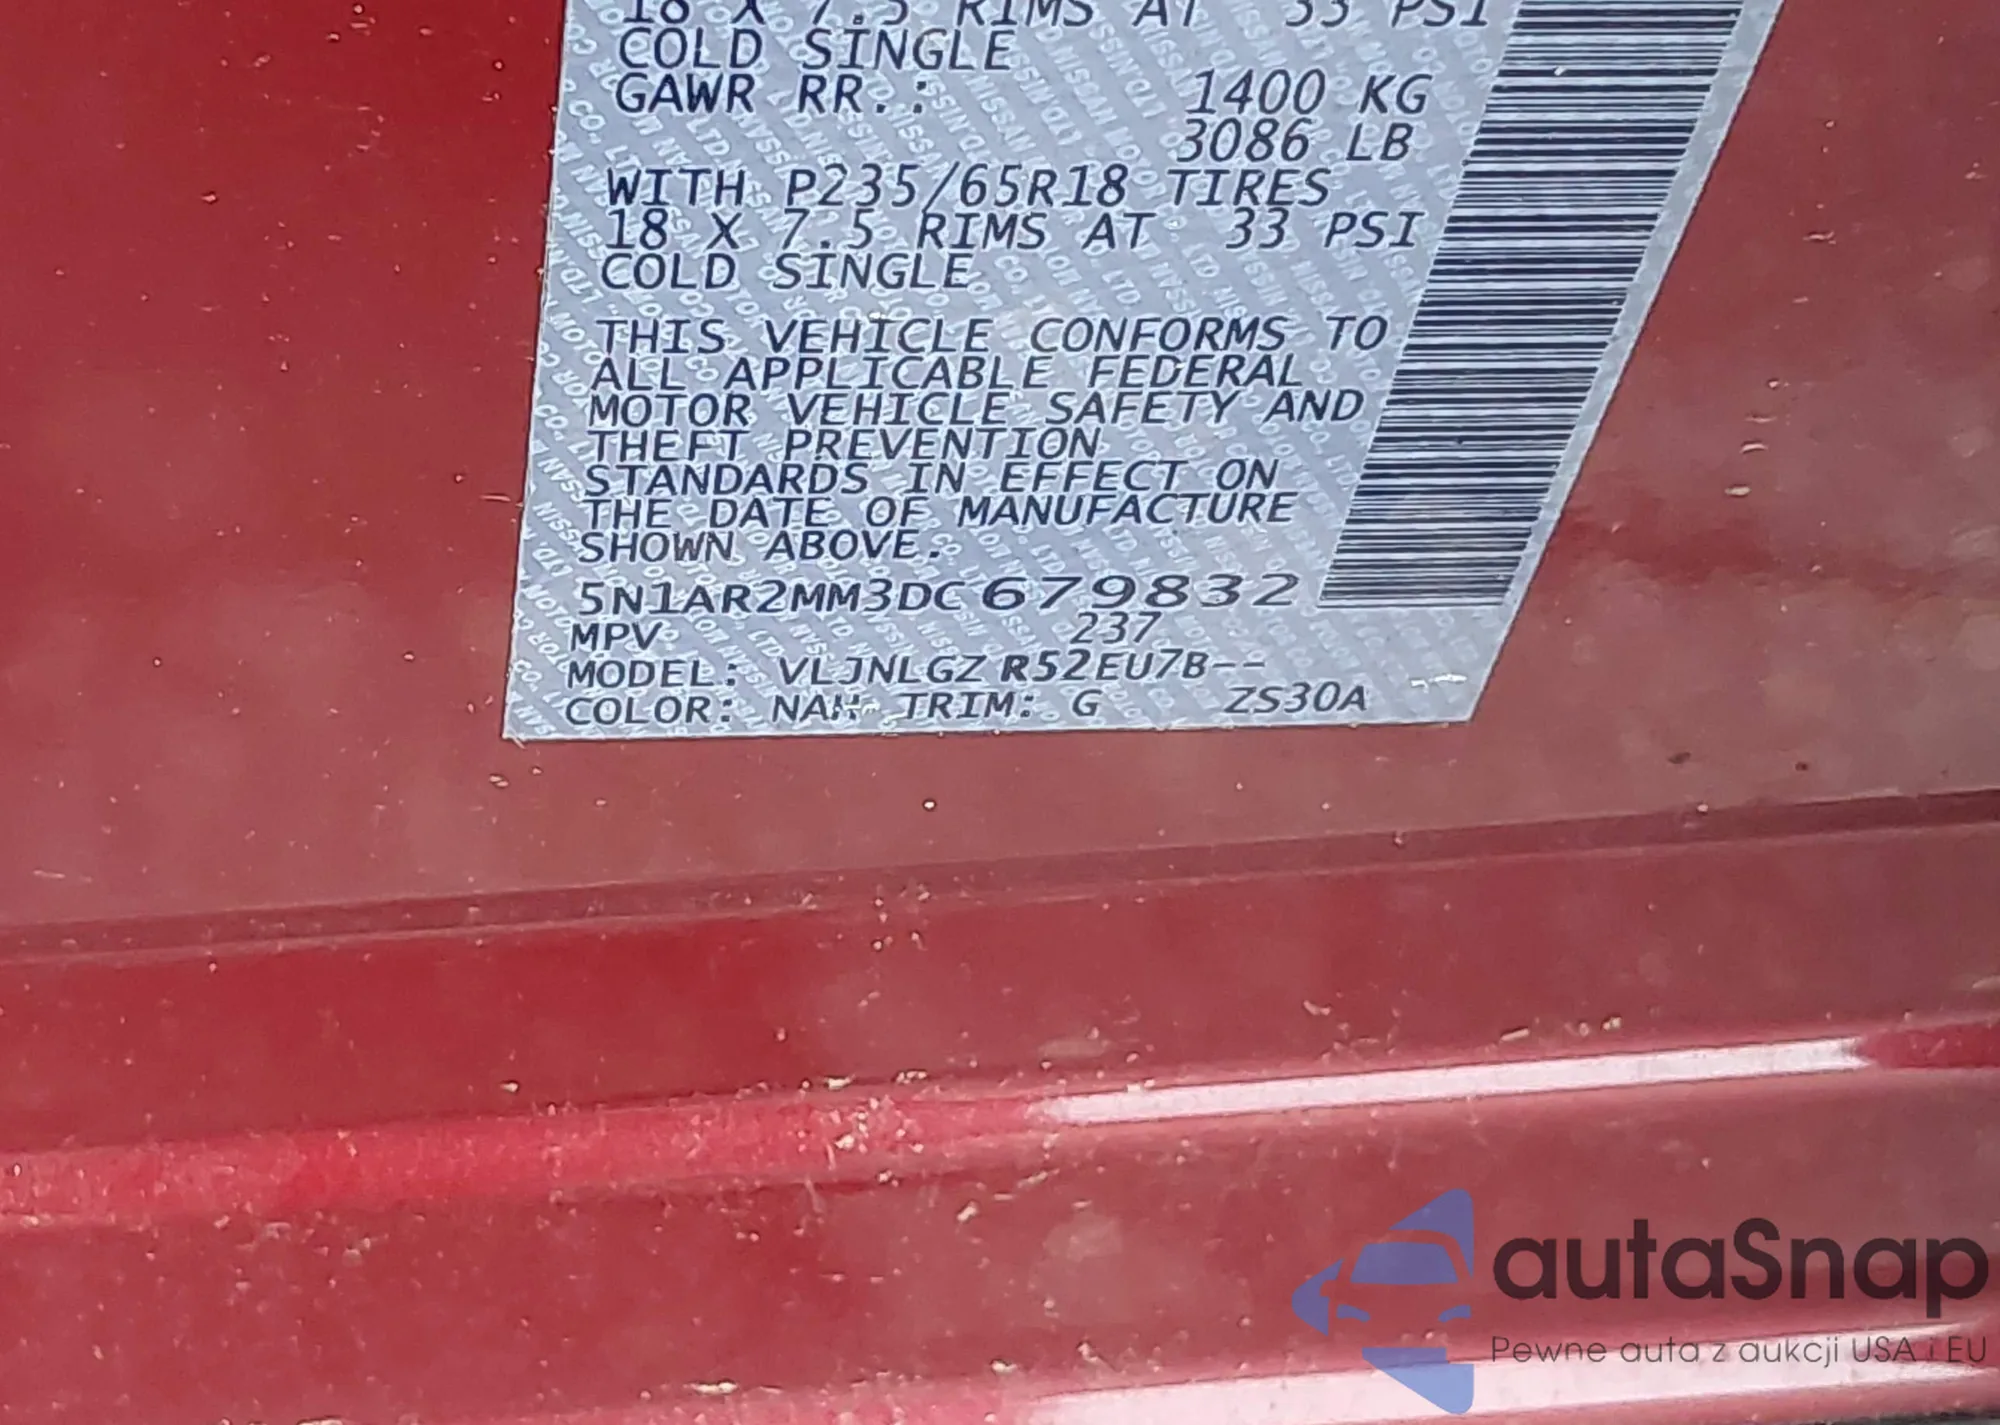 18 X 7.5 RIMS AT 33 PSI
COLD SINGLE
GAWR RR.: 1400 KG
3086 LB
WITH P235/65R18 TIRES
18 X 7.5 RIMS AT 33 PSI
COLD SINGLE
THIS VEHICLE CONFORMS TO
ALL APPLICABLE FEDERAL
MOTOR VEHICLE SAFETY AND
THEFT PREVENTION
STANDARDS IN EFFECT ON
THE DATE OF MANUFACTURE
SHOWN ABOVE.
5N1AR2MM3DC679832
MPV 237
MODEL: VLJNLGZ R52EU7B--
COLOR: NAH TRIM: G ZS30A
autaSnap
Pewne auta z aukcji USA i EU